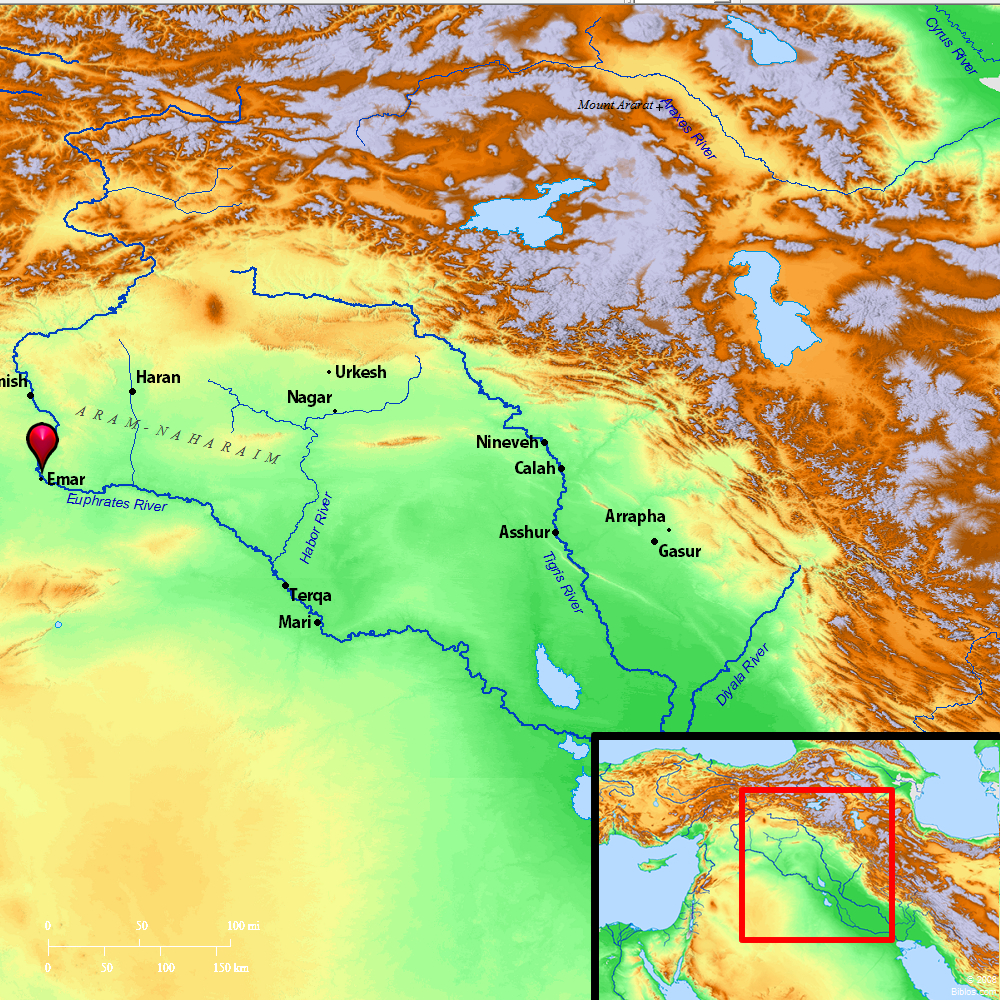 Cyrus River
Mount Ararat
Araxes River
Urkesh
Haran
nish
Nagar
ARAM-NAHARAIM
Nineveh
Calah
Emar
Euphrates River
Habor River
Arrapha
Asshur
Gasur
Tigris River
Terqa
Mari
Diyala River
0 50 100 mi
0 50 100 150 km
Biblos.com